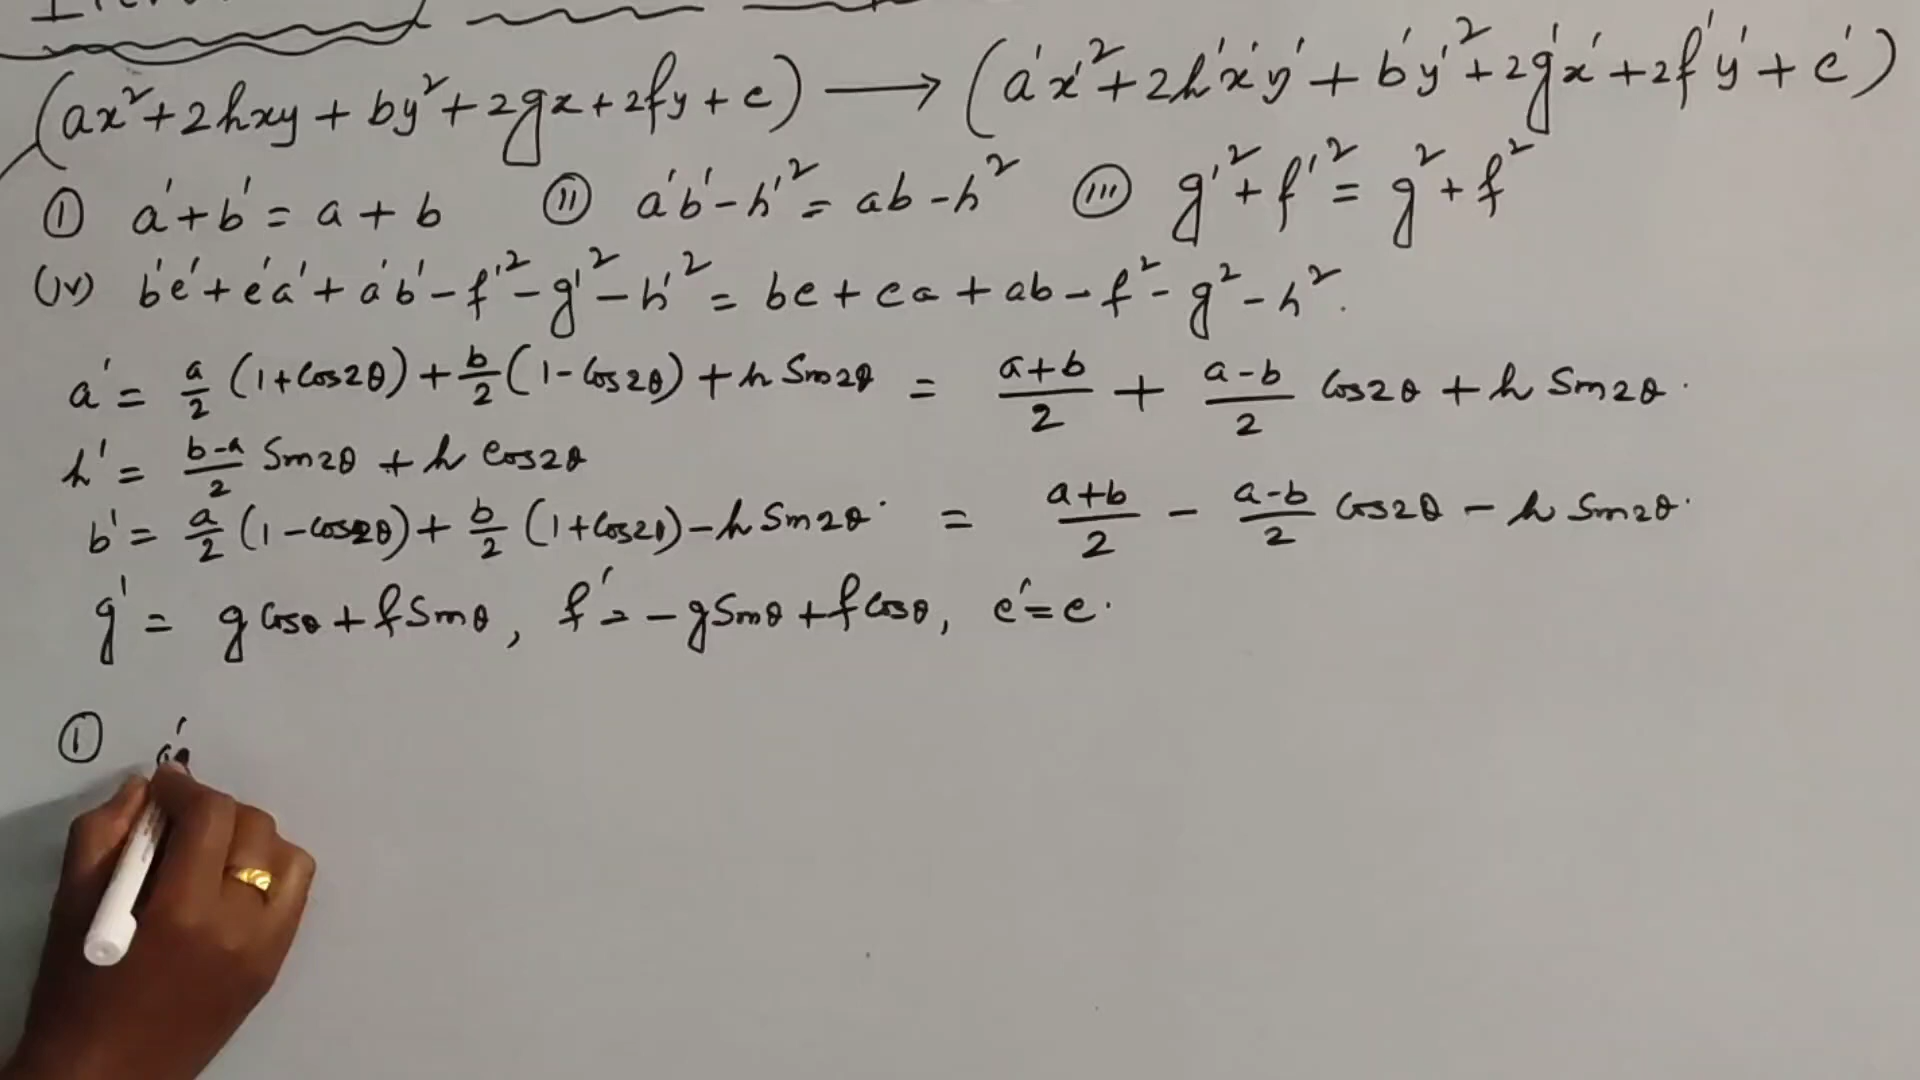 (ax²+2hxy+by²+2gx+2fy+c) → (a'x'²+2h'x'y'+b'y'²+2g'x'+2f'y'+c')
(I) a'+b'=a+b (II) a'b'-h'²=ab-h² (III) g'²+f'²=g²+f²
(IV) b'c'+c'a'+a'b'-f'²-g'²-h'²=bc+ca+ab-f²-g²-h².
a'= a/2 (1+Cos2θ)+b/2(1-Cos2θ)+h Sin2θ = (a+b)/2 + (a-b)/2 Cos2θ+h Sin2θ.
h'= (b-a)/2 Sin2θ+h Cos2θ
b'= a/2 (1-Cos2θ)+b/2 (1+Cos2θ)-h Sin2θ. = (a+b)/2 - (a-b)/2 Cos2θ-h Sin2θ.
g'= g Cosθ+f Sinθ, f'=-g Sinθ+f Cosθ, c'=c.
(I) a'